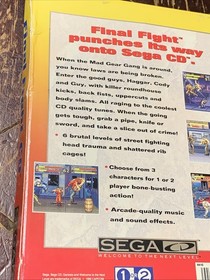 Final Fight™
punches its way
onto Sega CD™.
When the Mad Gear Gang is around,
you know laws are being broken.
Enter the good guys, Haggar, Cody
and Guy, with killer roundhouse
kicks, back fists, uppercuts and
body slams. All raging to the coolest
CD quality tunes. When the going
gets tough, grab a pipe, knife or
sword, and take a slice out of crime!
• 6 brutal levels of street fighting
head trauma and shattered rib
cages!
• Choose from 3
characters for 1 or 2
player bone-busting
action!
• Arcade-quality music
and sound effects.
SEGA CD
WELCOME TO THE NEXT LEVEL